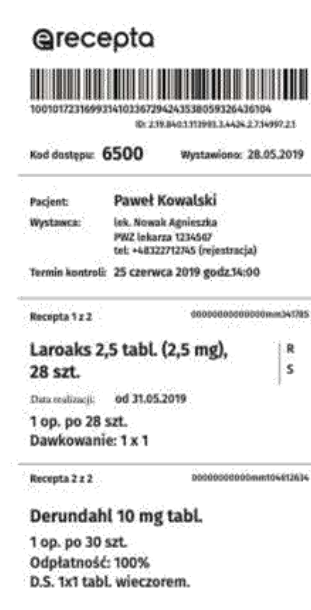 erecepta
10010172316993141033672942435380593264361​04
Kod dostępu: 6500
Wystawiono: 28.05.2019
Pacjent: Paweł Kowalski
Wystawca: lek. Nowak Agnieszka
PWZ lekarza 1234567
tel: +48322712745 (rejestracja)
Termin kontroli: 25 czerwca 2019 godz.14:00
Recepta 1 z 2
Laroaks 2,5 tabl. (2,5 mg),
28 szt.
R
S
Data realizacji: od 31.05.2019
1 op. po 28 szt.
Dawkowanie: 1 x 1
Recepta 2 z 2
Derundahl 10 mg tabl.
1 op. po 30 szt.
Odpłatność: 100%
D.S. 1x1 tabl. wieczorem.